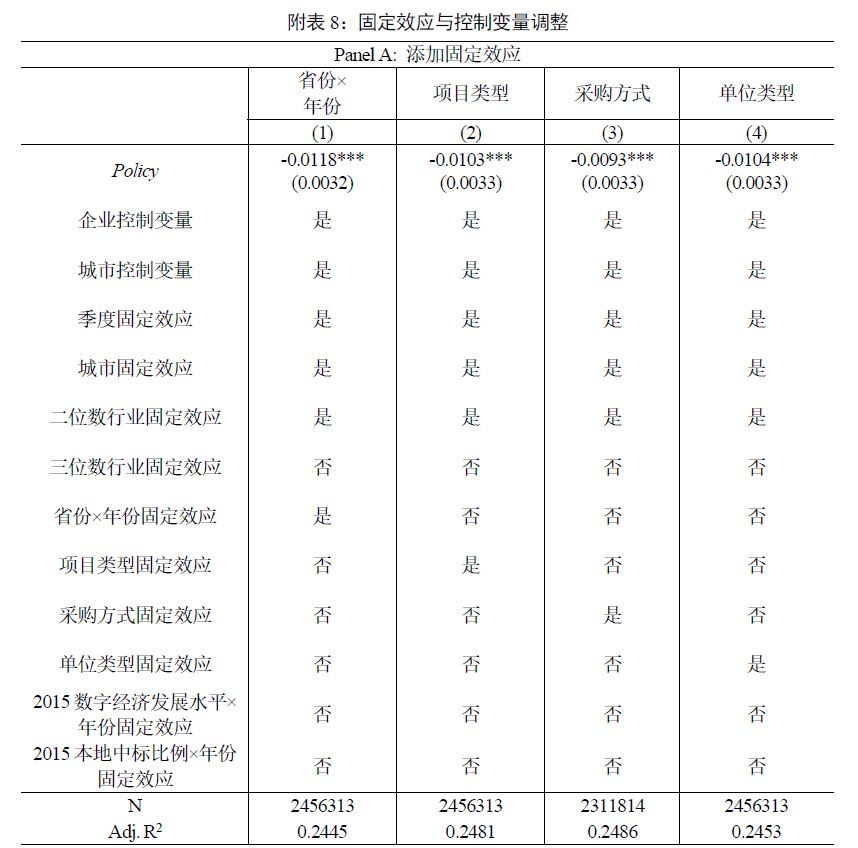 附表 8：固定效应与控制变量调整
Panel A: 添加固定效应
省份× 项目类型 采购方式 单位类型
年份
(1) (2) (3) (4)
Policy -0.0118*** -0.0103*** -0.0093*** -0.0104***
(0.0032) (0.0033) (0.0033) (0.0033)
企业控制变量 是 是 是 是
城市控制变量 是 是 是 是
季度固定效应 是 是 是 是
城市固定效应 是 是 是 是
二位数行业固定效应 是 是 是 是
三位数行业固定效应 否 否 否 否
省份×年份固定效应 是 否 否 否
项目类型固定效应 否 是 否 否
采购方式固定效应 否 否 是 否
单位类型固定效应 否 否 否 是
2015 数字经济发展水平×
年份固定效应 否 否 否 否
2015 本地中标比例×年份
固定效应 否 否 否 否
N 2456313 2456313 2311814 2456313
Adj. R² 0.2445 0.2481 0.2486 0.2453